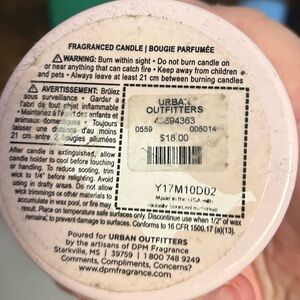 FRAGRANCED CANDLE | BOUGIE PARFUMÉE
WARNING: Burn within sight • Do not burn candle on
or near anything that can catch fire • Keep away from children
and pets • Always leave at least 21 cm between burning candles
AVERTISSEMENT: Brûlez
sous surveillance • Garder à
l'abri de tout objet inflammable
• Maintenez à l'écart des enfants et
animaux domestiques • Toujours
laisser une distance d'au moins
21 cm entre 2 bougies allumées
URBAN
OUTFITTERS
0559 005014
$18.00
Y17M10D02
Made in the USA with
After candle is extinguished, allow
candle holder to cool before touching
or handling. To reduce sooting, trim
wick to 1/4" before relighting. Avoid
using in drafty areas. Do not allow
wick trimmings or other materials to
accumulate in wax pool, or fire may
result. Place on temperature safe surfaces only. Discontinue use when 1/2" of wax
remains, to prevent damage to surfaces. Conforms to 16 CFR 1500.17 (a)(13).
Poured for URBAN OUTFITTERS
by the artisans of DPM Fragrance
Starkville, MS | 39759 | 1 800 748 9249
Comments, Compliments, Concerns?
www.dpmfragrance.com